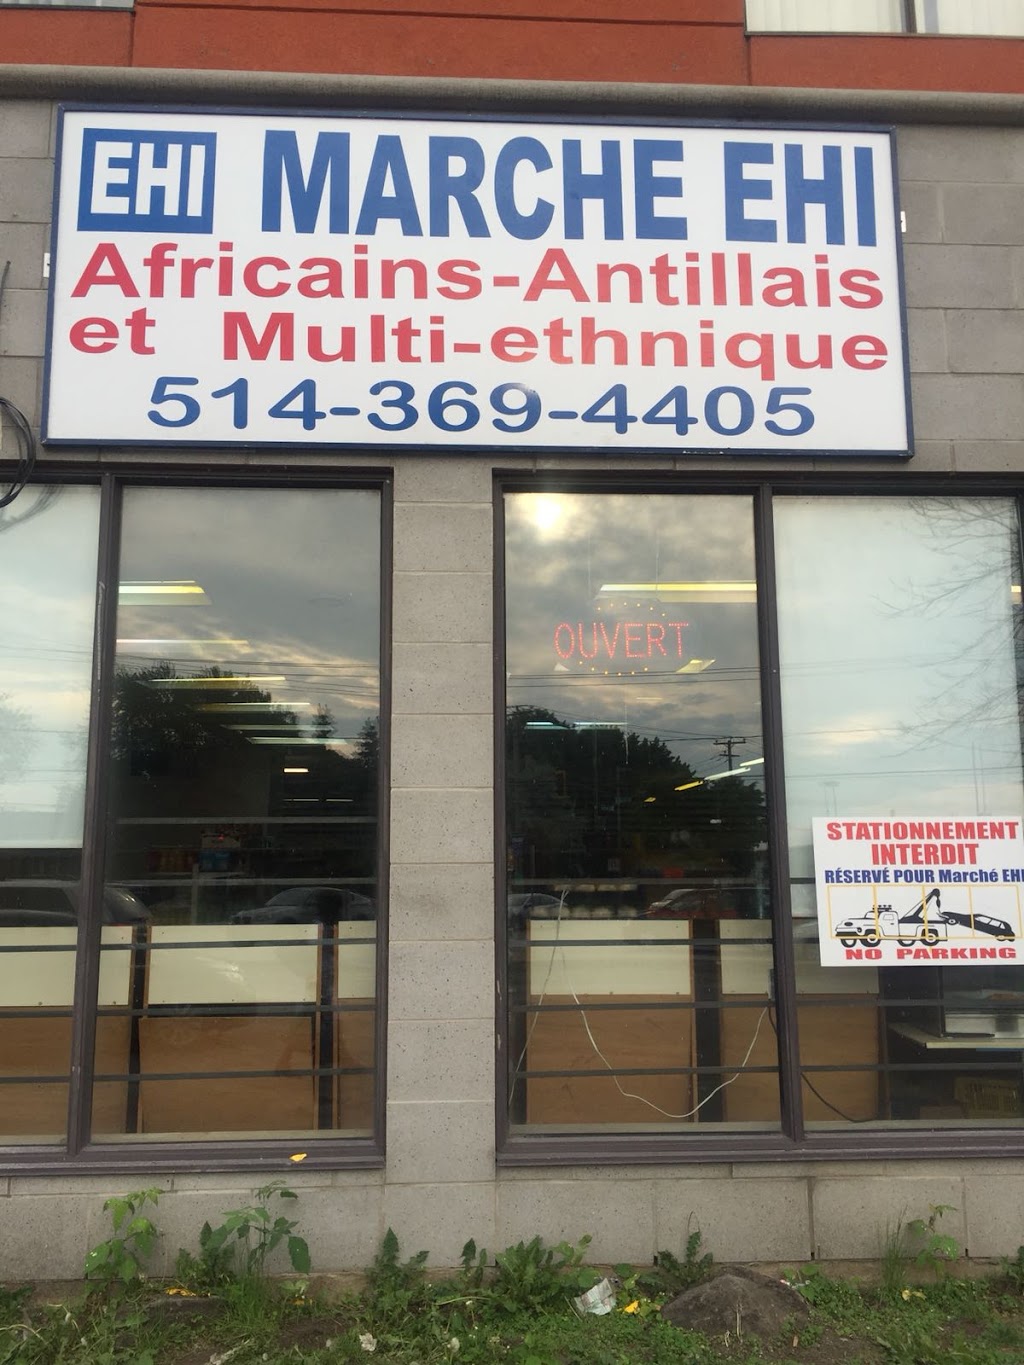 EHI MARCHE EHI
Africains-Antillais
et Multi-ethnique
514-369-4405
OUVERT
STATIONNEMENT
INTERDIT
RÉSERVÉ POUR Marché EHI
NO PARKING